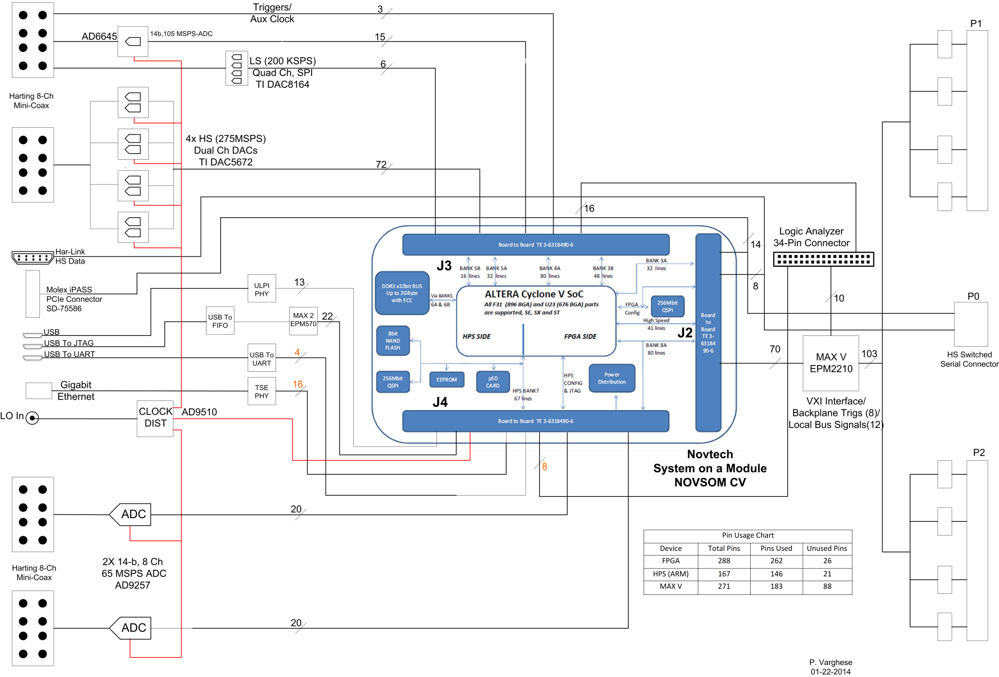 Triggers/
Aux Clock
3
AD6645
14b,105 MSPS-ADC
15
LS (200 KSPS)
Quad Ch, SPI
TI DAC8164
6
Harting 8-Ch
Mini-Coax
4x HS (275MSPS)
Dual Ch DACs
TI DAC5672
72
16
P1
Logic Analyzer
34-Pin Connector
14
8
10
Har-Link
HS Data
Molex iPASS
PCIe Connector
SD-75586
ULPI
PHY
13
USB To
FIFO
MAX 2
EPM570
22
USB
USB To JTAG
USB To UART
USB To
UART
4
Gigabit
Ethernet
TSE
PHY
16
LO In
CLOCK
DIST
AD9510
Board to Board TE 3-6318490-6
J3
BANK 5B
16 lines
BANK 5A
32 lines
BANK 4A
80 lines
BANK 3B
48 lines
BANK 3A
32 lines
DDR3 x32bit BUS
Up to 2GByte
with ECC
Via BANKS
6A & 6B
ALTERA Cyclone V SoC
All F31 (896 BGA) and U23 (676 BGA) parts
are supported, SE, SX and ST
HPS SIDE
FPGA SIDE
FPGA
Config
256Mbit
QSPI
High Speed
41 lines
J2
BANK 8A
80 lines
Board
to
Board
TE 3-
63184
90-6
8bit
NAND
FLASH
256Mbit
QSPI
EEPROM
µSD
CARD
HPS BANK7
67 lines
HPS
CONFIG
& JTAG
Power
Distribution
J4
Board to Board TE 3-6318490-6
8
Novtech
System on a Module
NOVSOM CV
70
MAX V
EPM2210
103
VXI Interface/
Backplane Trigs (8)/
Local Bus Signals(12)
P0
HS Switched
Serial Connector
P2
ADC
20
2X 14-b, 8 Ch
65 MSPS ADC
AD9257
Harting 8-Ch
Mini-Coax
ADC
20
Pin Usage Chart
Device Total Pins Pins Used Unused Pins
FPGA 288 262 26
HPS (ARM) 167 146 21
MAX V 271 183 88
P. Varghese
01-22-2014